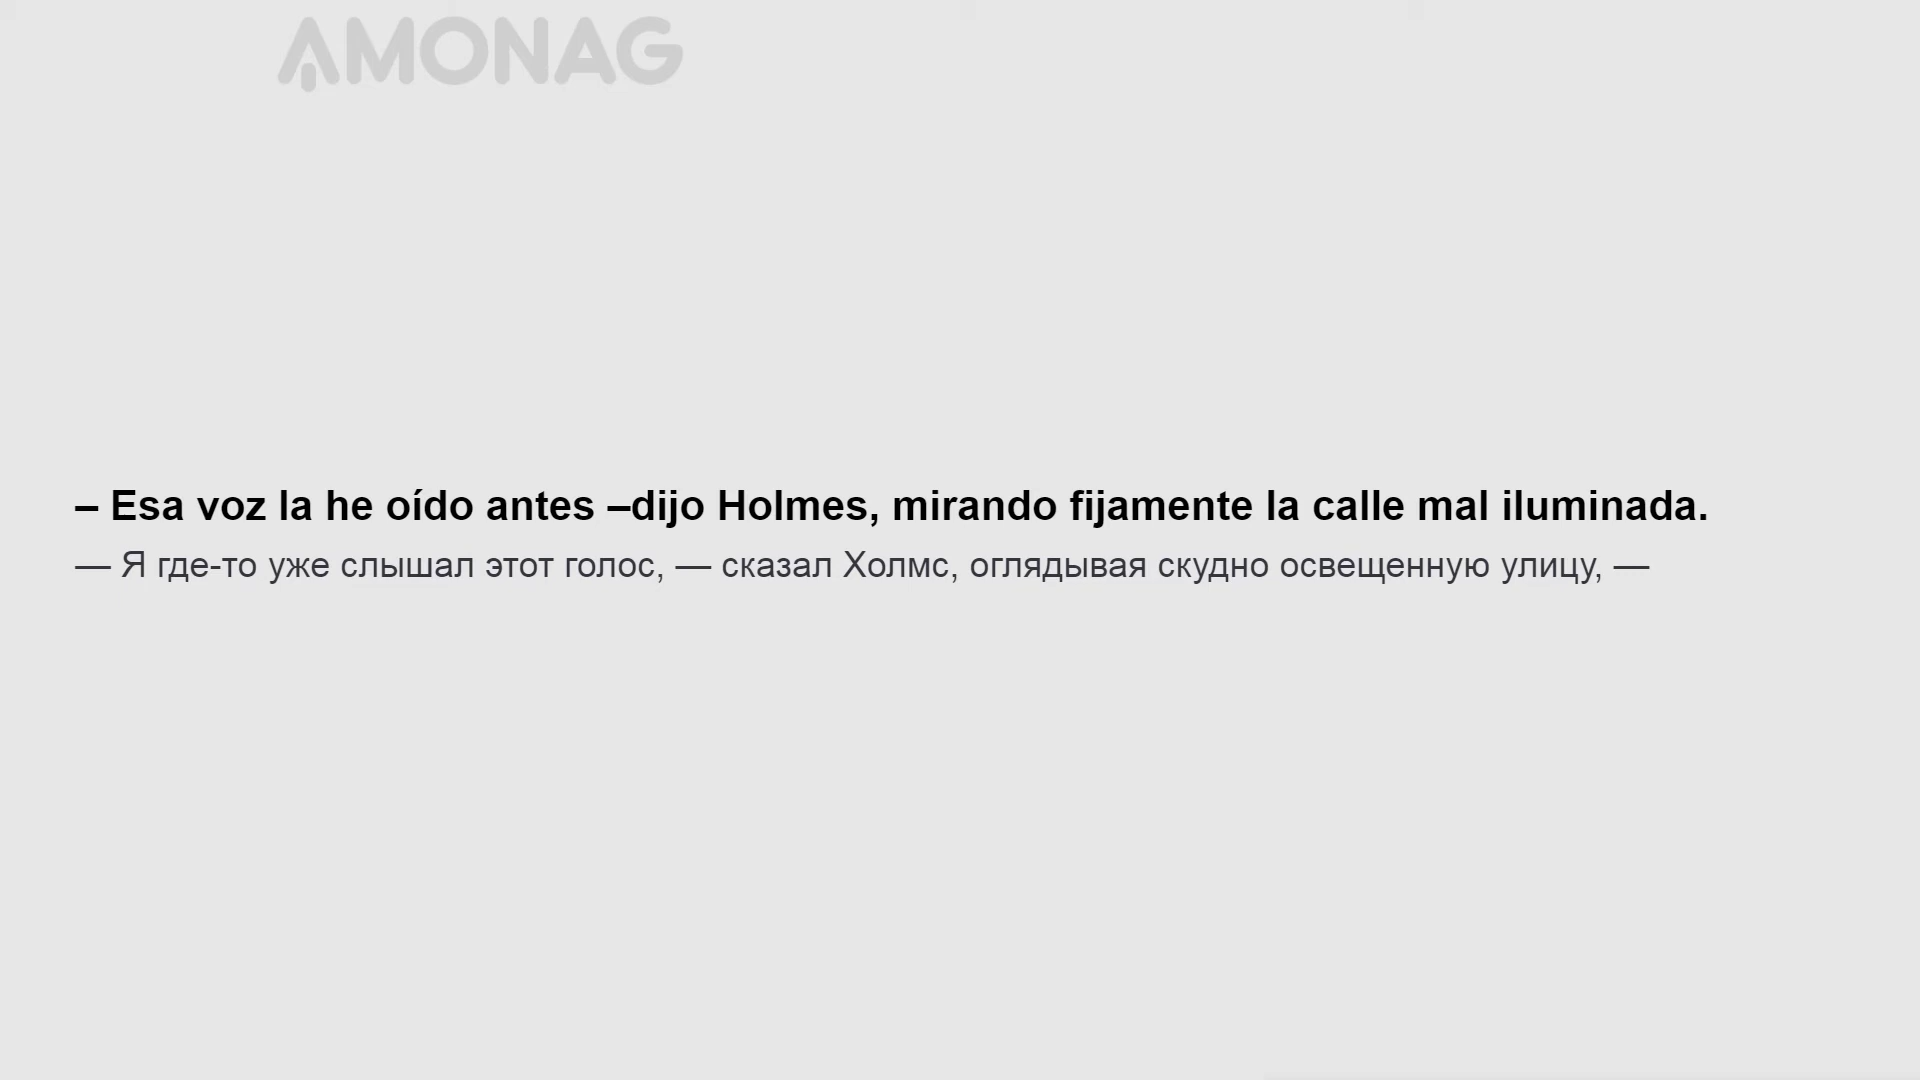 AMONAG
– Esa voz la he oído antes –dijo Holmes, mirando fijamente la calle mal iluminada.
— Я где-то уже слышал этот голос, — сказал Холмс, оглядывая скудно освещенную улицу, —